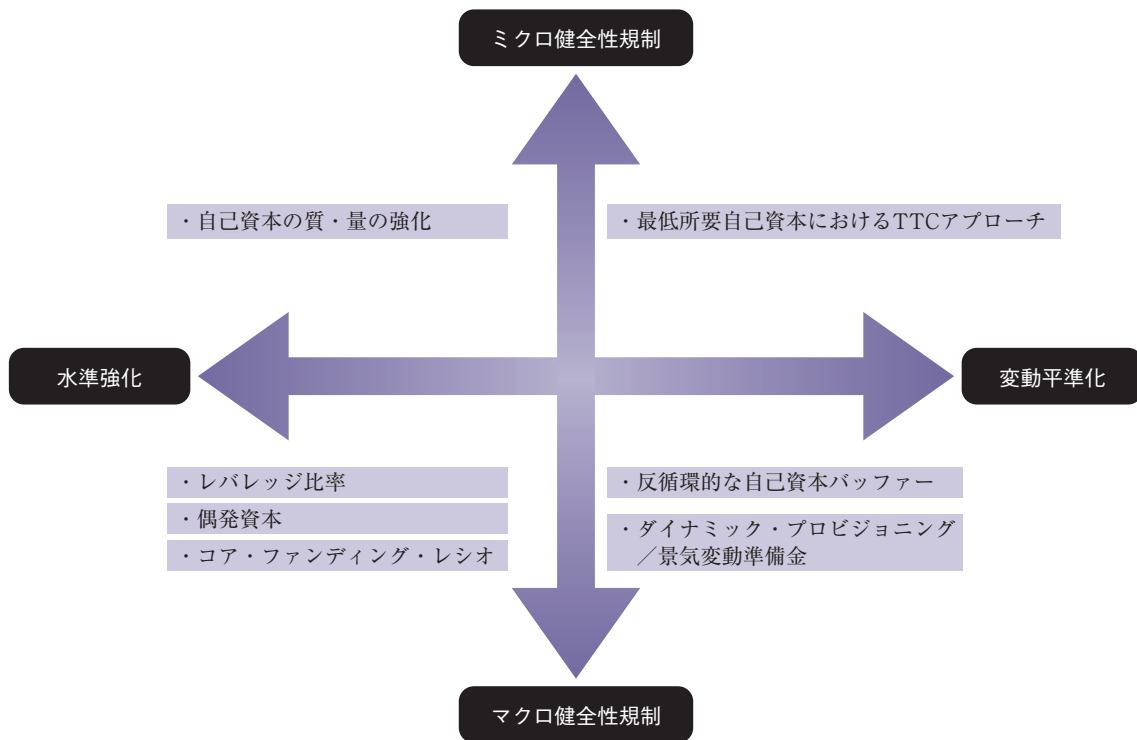 ミクロ健全性規制
・自己資本の質・量の強化
・最低所要自己資本におけるTTCアプローチ
水準強化
変動平準化
・レバレッジ比率
・偶発資本
・コア・ファンディング・レシオ
・反循環的な自己資本バッファー
・ダイナミック・プロビジョニング
／景気変動準備金
マクロ健全性規制